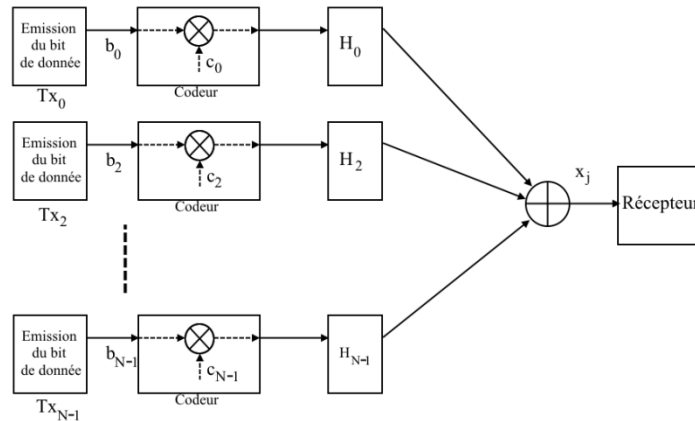 Emission
du bit
de donnée
b0
c0
Codeur
H0
Tx0
Emission
du bit
de donnée
b2
c2
Codeur
H2
Tx2
xj
Récepteur
Emission
du bit
de donnée
bN-1
cN-1
Codeur
HN-1
TxN-1